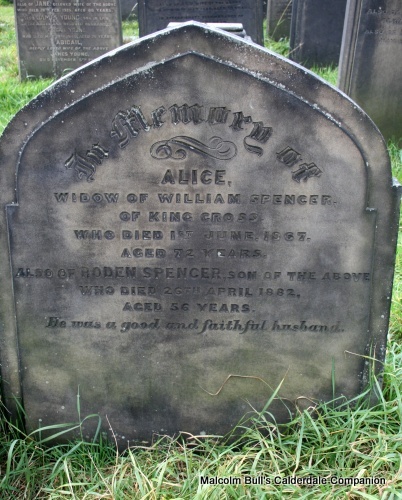 In Memory of
ALICE,
WIDOW OF WILLIAM SPENCER,
OF KING CROSS
WHO DIED 1ST JUNE, 1867,
AGED 72 YEARS.
ALSO OF HODEN SPENCER, SON OF THE ABOVE
WHO DIED 26TH APRIL 1882,
AGED 56 YEARS.
He was a good and faithful husband.
Malcolm Bull's Calderdale Companion